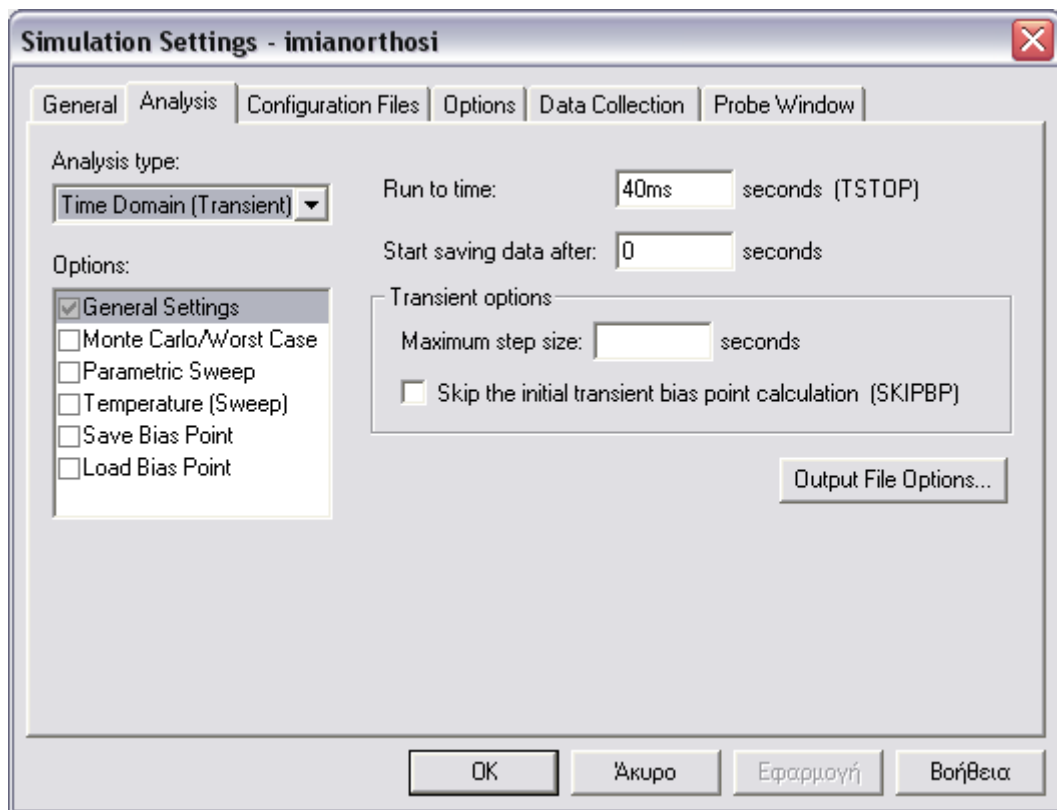 Simulation Settings - imianorthosi
General Analysis Configuration Files Options Data Collection Probe Window
Analysis type:
Time Domain (Transient)
Options:
General Settings
Monte Carlo/Worst Case
Parametric Sweep
Temperature (Sweep)
Save Bias Point
Load Bias Point
Run to time: 40ms seconds (TSTOP)
Start saving data after: 0 seconds
Transient options
Maximum step size: seconds
Skip the initial transient bias point calculation (SKIPBP)
Output File Options...
OK Άκυρο Εφαρμογή Βοήθεια